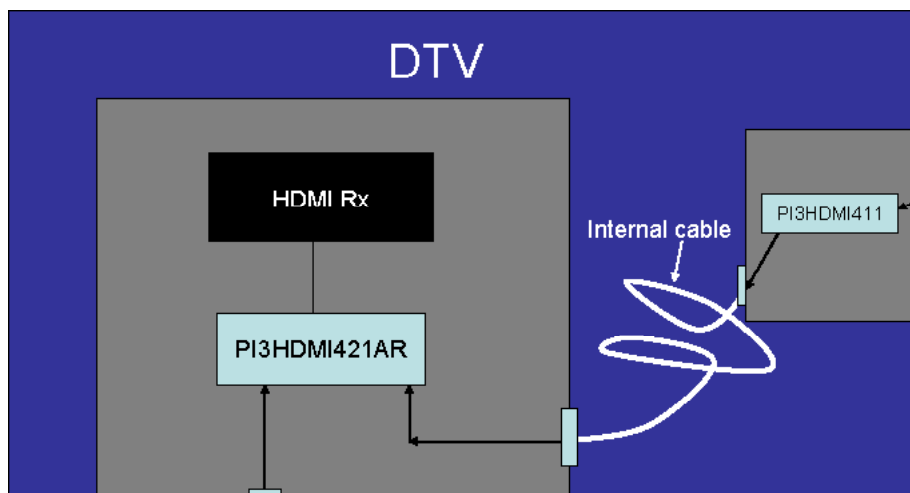 DTV
HDMI Rx
PI3HDMI411
Internal cable
PI3HDMI421AR